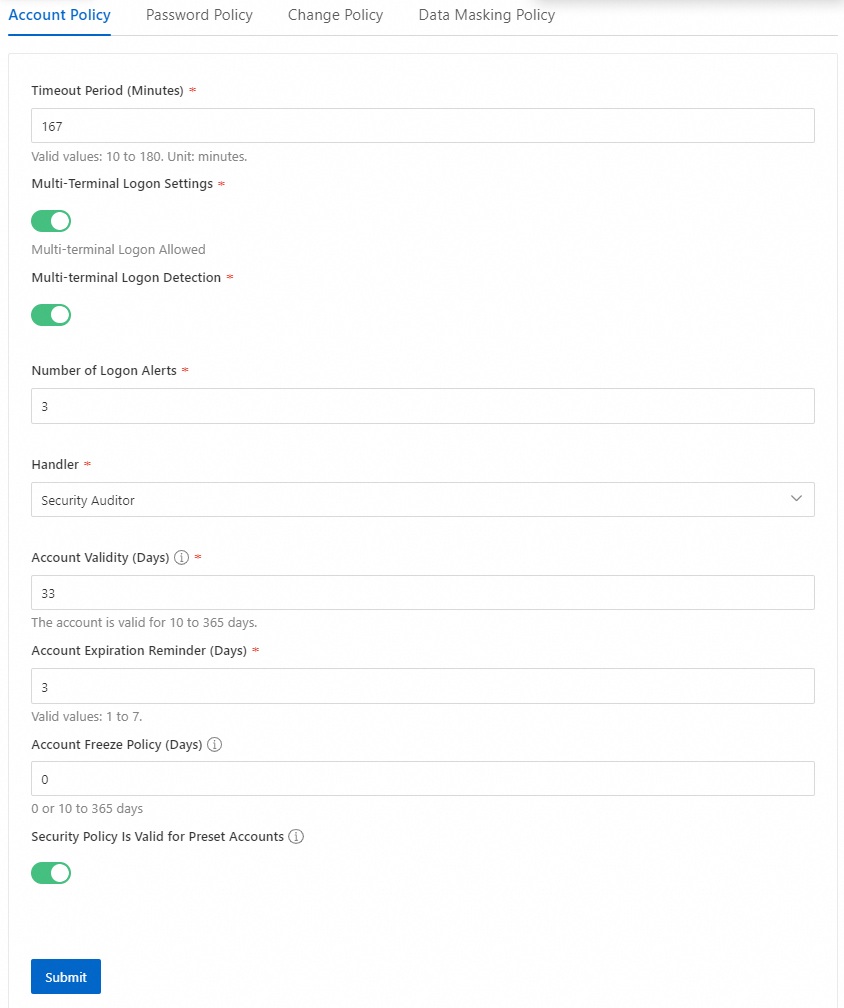 Account Policy Password Policy Change Policy Data Masking Policy
Timeout Period (Minutes) *
167
Valid values: 10 to 180. Unit: minutes.
Multi-Terminal Logon Settings *
Multi-terminal Logon Allowed
Multi-terminal Logon Detection *
Number of Logon Alerts *
3
Handler *
Security Auditor
Account Validity (Days) i *
33
The account is valid for 10 to 365 days.
Account Expiration Reminder (Days) *
3
Valid values: 1 to 7.
Account Freeze Policy (Days) i
0
0 or 10 to 365 days
Security Policy Is Valid for Preset Accounts i
Submit